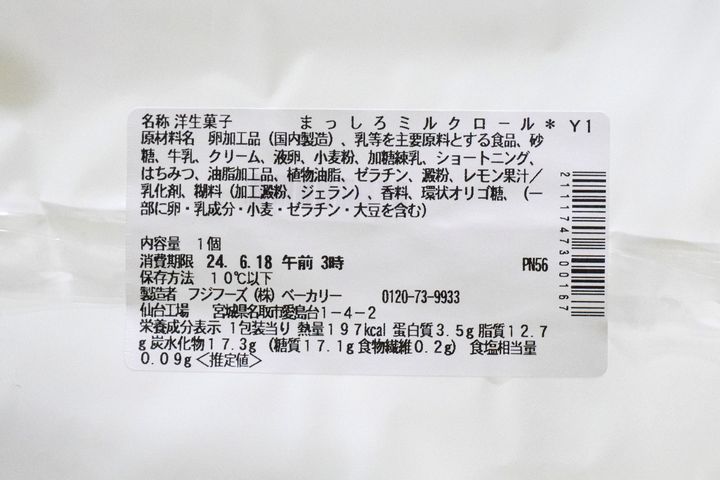 名称 洋生菓子 まっしろミルクロール＊ Y1
原材料名 卵加工品（国内製造）、乳等を主要原料とする食品、砂
糖、牛乳、クリーム、液卵、小麦粉、加糖練乳、ショートニング、
はちみつ、油脂加工品、植物油脂、ゼラチン、澱粉、レモン果汁／
乳化剤、糊料（加工澱粉、ジェラン）、香料、環状オリゴ糖、（一
部に卵・乳成分・小麦・ゼラチン・大豆を含む）
内容量 1個
消費期限 24. 6.18 午前 3時 PN56
保存方法 10℃以下
製造者 フジフーズ（株）ベーカリー 0120-73-9933
仙台工場 宮城県名取市愛島台1-4-2
栄養成分表示 1包装当り 熱量197kcal 蛋白質3.5g 脂質12.7
g 炭水化物17.3g （糖質17.1g 食物繊維0.2g） 食塩相当量
0.09g＜推定値＞
2111747300167